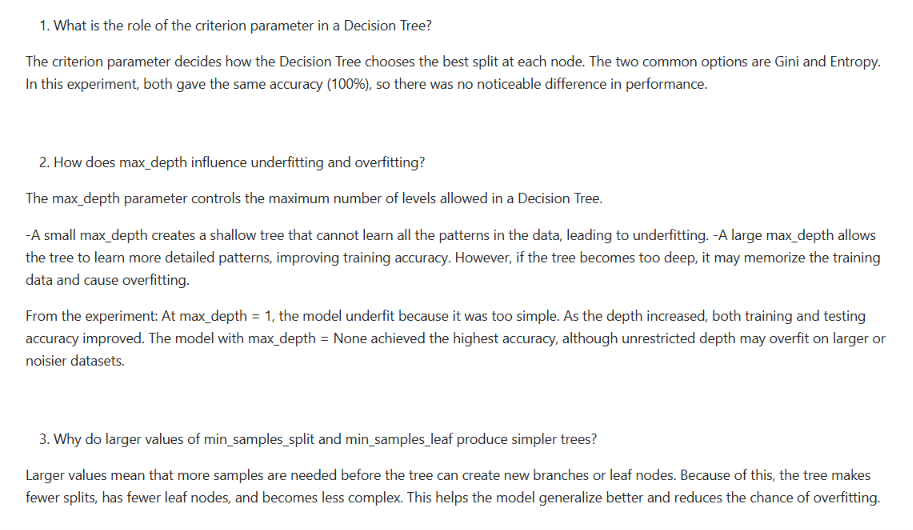 1. What is the role of the criterion parameter in a Decision Tree?
The criterion parameter decides how the Decision Tree chooses the best split at each node. The two common options are Gini and Entropy.
In this experiment, both gave the same accuracy (100%), so there was no noticeable difference in performance.
2. How does max_depth influence underfitting and overfitting?
The max_depth parameter controls the maximum number of levels allowed in a Decision Tree.
-A small max_depth creates a shallow tree that cannot learn all the patterns in the data, leading to underfitting. -A large max_depth allows
the tree to learn more detailed patterns, improving training accuracy. However, if the tree becomes too deep, it may memorize the training
data and cause overfitting.
From the experiment: At max_depth = 1, the model underfit because it was too simple. As the depth increased, both training and testing
accuracy improved. The model with max_depth = None achieved the highest accuracy, although unrestricted depth may overfit on larger or
noisier datasets.
3. Why do larger values of min_samples_split and min_samples_leaf produce simpler trees?
Larger values mean that more samples are needed before the tree can create new branches or leaf nodes. Because of this, the tree makes
fewer splits, has fewer leaf nodes, and becomes less complex. This helps the model generalize better and reduces the chance of overfitting.